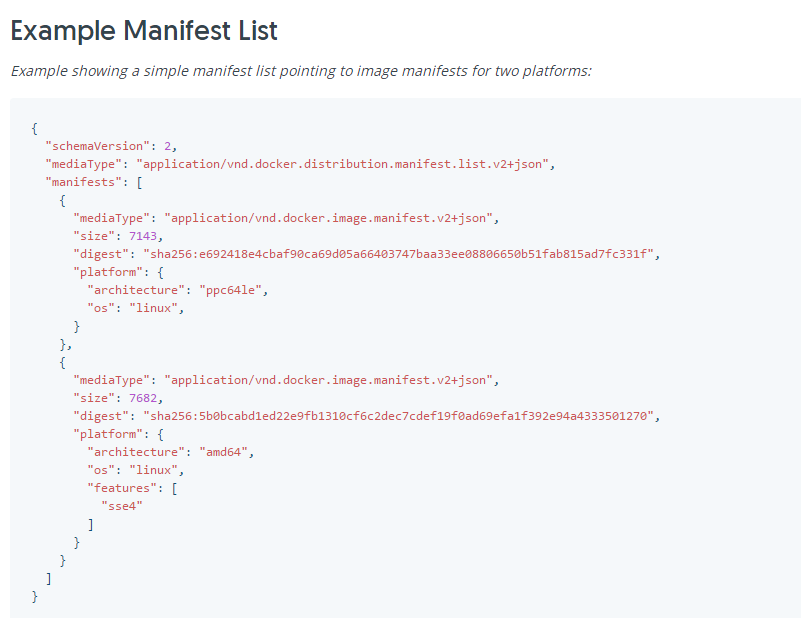 Example Manifest List
Example showing a simple manifest list pointing to image manifests for two platforms:
{
  "schemaVersion": 2,
  "mediaType": "application/vnd.docker.distribution.manifest.list.v2+json",
  "manifests": [
    {
      "mediaType": "application/vnd.docker.image.manifest.v2+json",
      "size": 7143,
      "digest": "sha256:e692418e4cbaf90ca69d05a66403747baa33ee08806650b51fab815ad7fc331f",
      "platform": {
        "architecture": "ppc64le",
        "os": "linux",
      }
    },
    {
      "mediaType": "application/vnd.docker.image.manifest.v2+json",
      "size": 7682,
      "digest": "sha256:5b0bcabd1ed22e9fb1310cf6c2dec7cdef19f0ad69efa1f392e94a4333501270",
      "platform": {
        "architecture": "amd64",
        "os": "linux",
        "features": [
          "sse4"
        ]
      }
    }
  ]
}